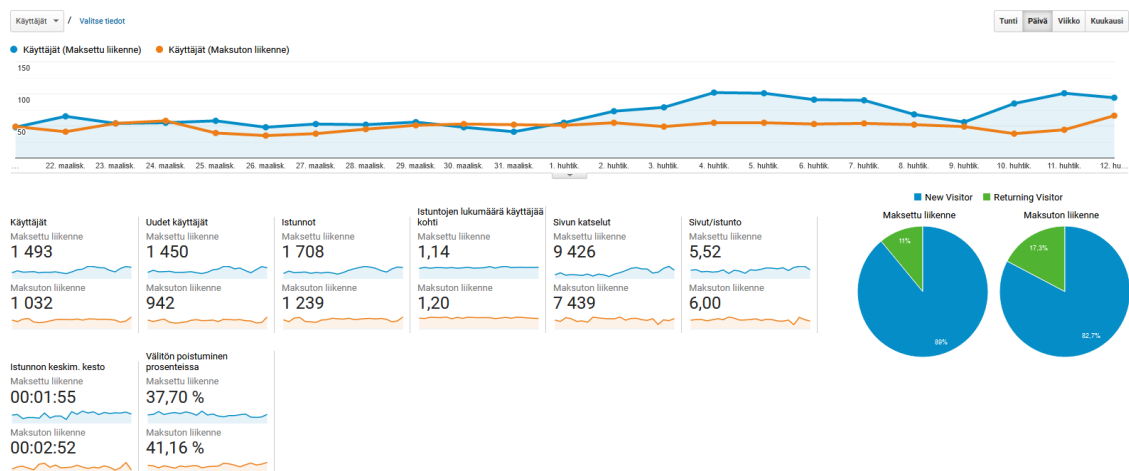 Käyttäjät / Valitse tiedot
Tunti Päivä Viikko Kuukausi
Käyttäjät (Maksettu liikenne) Käyttäjät (Maksuton liikenne)
150
100
50
... 22. maalisk. 23. maalisk. 24. maalisk. 25. maalisk. 26. maalisk. 27. maalisk. 28. maalisk. 29. maalisk. 30. maalisk. 31. maalisk. 1. huhtik. 2. huhtik. 3. huhtik. 4. huhtik. 5. huhtik. 6. huhtik. 7. huhtik. 8. huhtik. 9. huhtik. 10. huhtik. 11. huhtik. 12. hu...
Käyttäjät
Maksettu liikenne
1 493
Maksuton liikenne
1 032
Uudet käyttäjät
Maksettu liikenne
1 450
Maksuton liikenne
942
Istunnot
Maksettu liikenne
1 708
Maksuton liikenne
1 239
Istuntojen lukumäärä käyttäjää
kohti
Maksettu liikenne
1,14
Maksuton liikenne
1,20
Sivun katselut
Maksettu liikenne
9 426
Maksuton liikenne
7 439
Sivut/istunto
Maksettu liikenne
5,52
Maksuton liikenne
6,00
New Visitor Returning Visitor
Maksettu liikenne
11%
89%
Maksuton liikenne
17,3%
82,7%
Istunnon keskim. kesto
Maksettu liikenne
00:01:55
Maksuton liikenne
00:02:52
Välitön poistuminen
prosenteissa
Maksettu liikenne
37,70 %
Maksuton liikenne
41,16 %